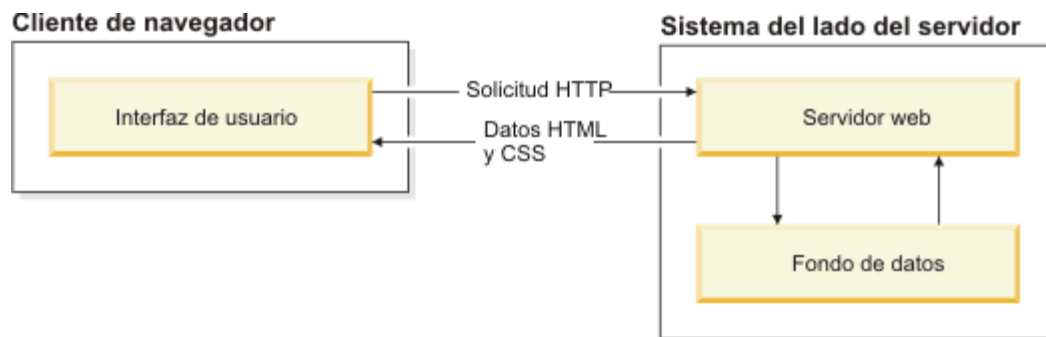 Cliente de navegador
Sistema del lado del servidor
Interfaz de usuario
Solicitud HTTP
Servidor web
Datos HTML
y CSS
Fondo de datos